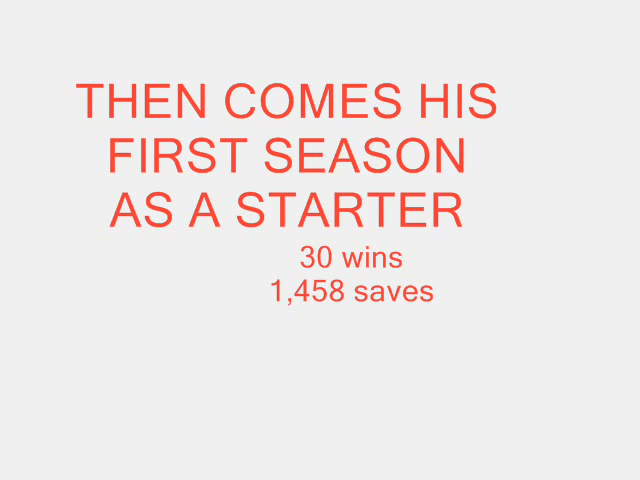 THEN COMES HIS
FIRST SEASON
AS A STARTER
30 wins
1,458 saves